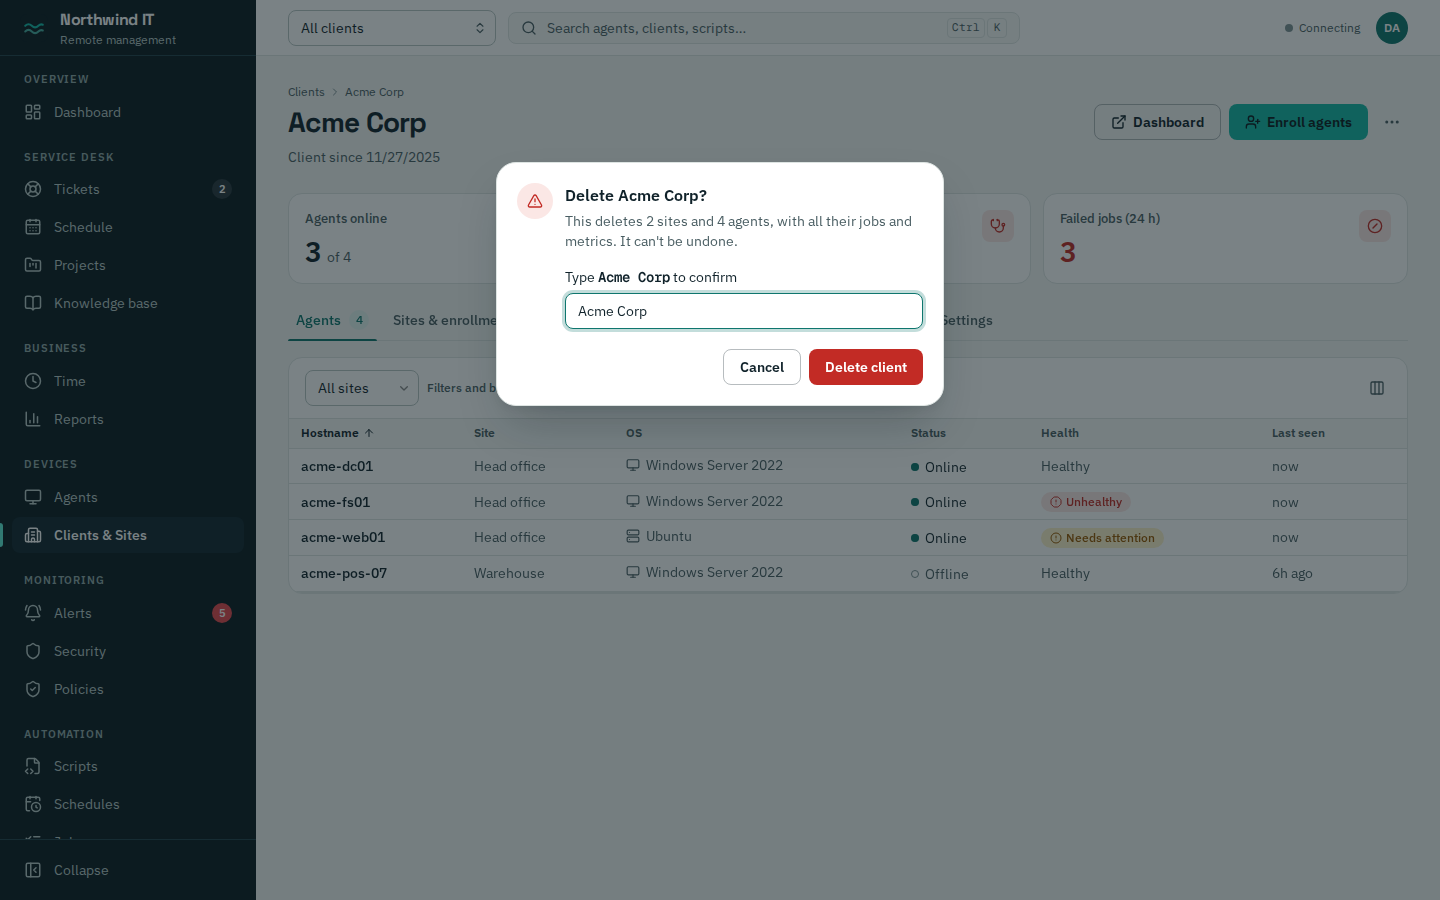 Northwind IT
Remote management
OVERVIEW
Dashboard
SERVICE DESK
Tickets 2
Schedule
Projects
Knowledge base
BUSINESS
Time
Reports
DEVICES
Agents
Clients & Sites
MONITORING
Alerts 5
Security
Policies
AUTOMATION
Scripts
Schedules
Collapse
All clients
Search agents, clients, scripts...
Ctrl K
Connecting
DA
Clients > Acme Corp
Acme Corp
Client since 11/27/2025
Dashboard
Enroll agents
Agents online
3 of 4
Failed jobs (24 h)
3
Agents 4
Sites & enrollme
Settings
Delete Acme Corp?
This deletes 2 sites and 4 agents, with all their jobs and
metrics. It can't be undone.
Type Acme Corp to confirm
Acme Corp
Cancel
Delete client
All sites
Filters and b
Hostname Site OS Status Health Last seen
acme-dc01 Head office Windows Server 2022 Online Healthy now
acme-fs01 Head office Windows Server 2022 Online Unhealthy now
acme-web01 Head office Ubuntu Online Needs attention now
acme-pos-07 Warehouse Windows Server 2022 Offline Healthy 6h ago